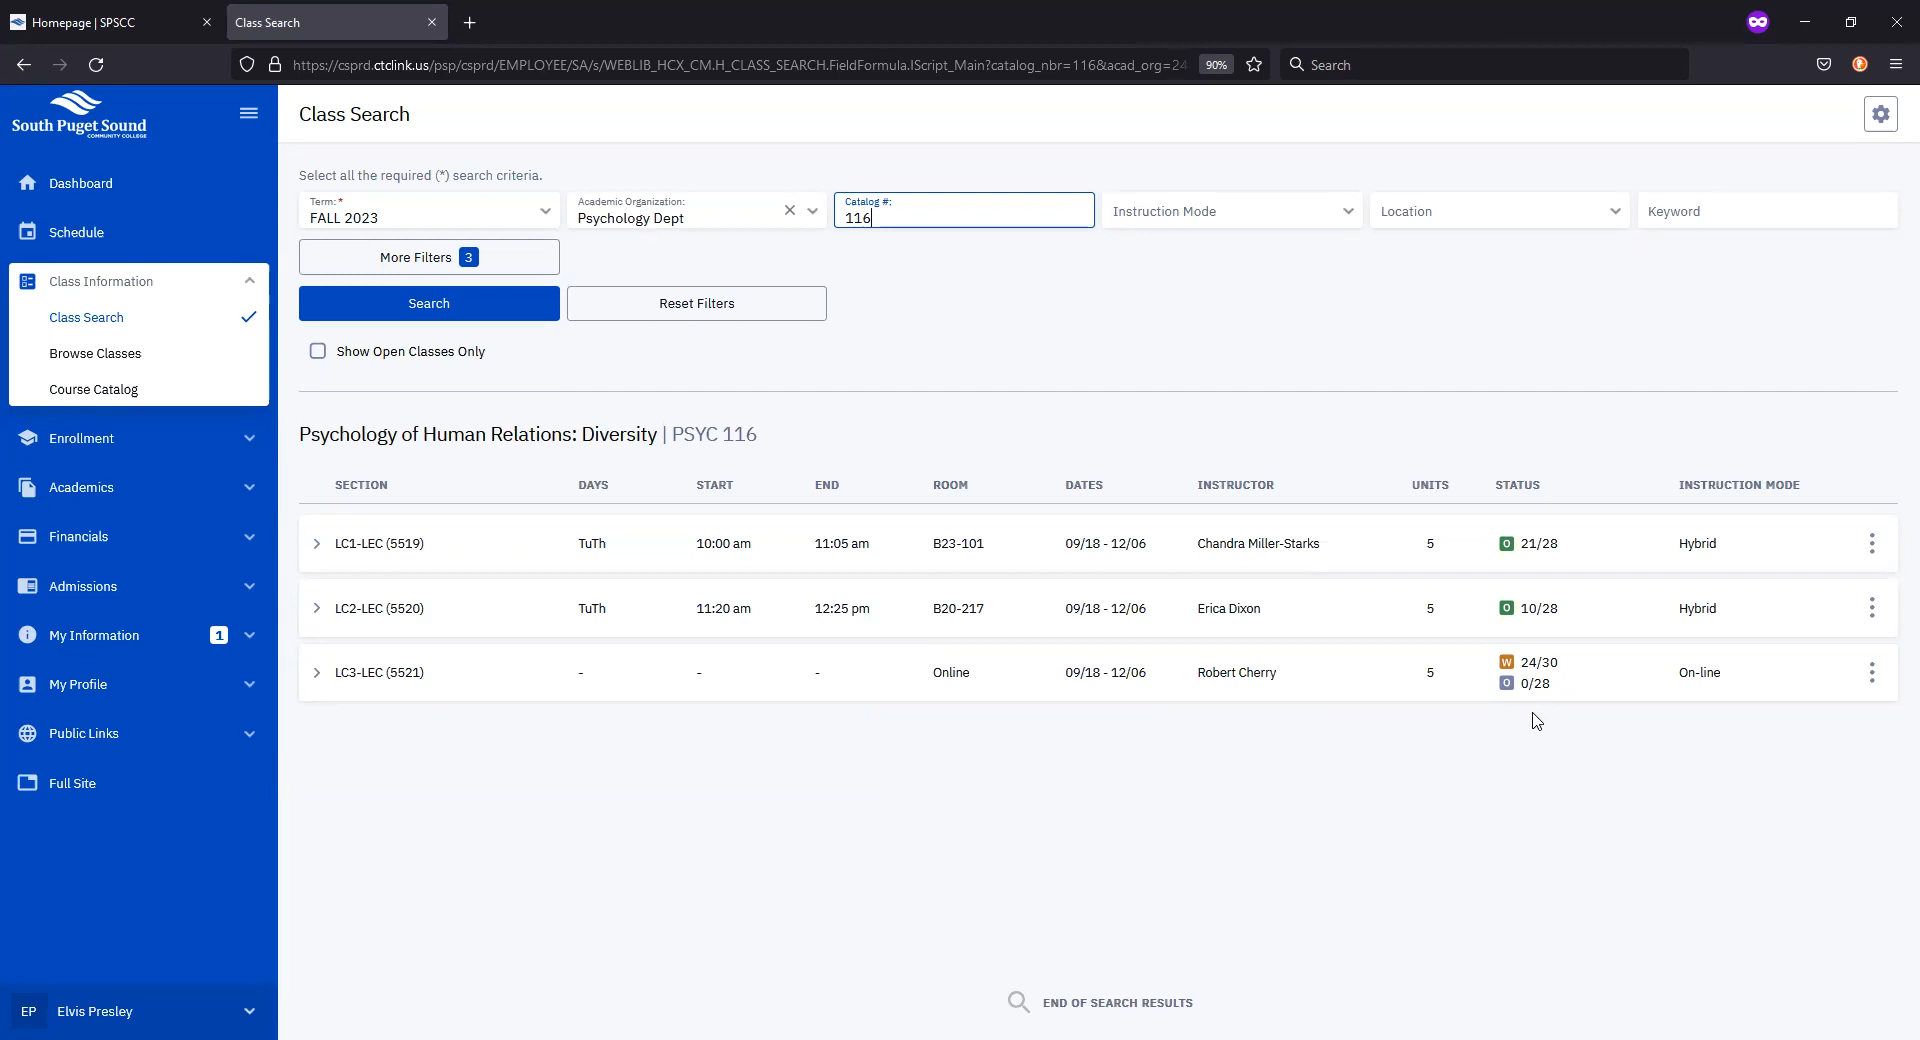 Homepage | SPSCC
Class Search
https://csprd.ctclink.us/psp/csprd/EMPLOYEE/SA/s/WEBLIB_HCX_CM.H_CLASS_SEARCH.FieldFormula.IScript_Main?catalog_nbr=116&acad_org=24
90%
Search
South Puget Sound
COMMUNITY COLLEGE
Class Search
Dashboard
Schedule
Class Information
Class Search
Browse Classes
Course Catalog
Enrollment
Academics
Financials
Admissions
My Information 1
My Profile
Public Links
Full Site
EP Elvis Presley
Select all the required (*) search criteria.
Term: *
FALL 2023
Academic Organization:
Psychology Dept
Catalog #:
116
Instruction Mode
Location
Keyword
More Filters 3
Search
Reset Filters
Show Open Classes Only
Psychology of Human Relations: Diversity | PSYC 116
SECTION DAYS START END ROOM DATES INSTRUCTOR UNITS STATUS INSTRUCTION MODE
LC1-LEC (5519) TuTh 10:00 am 11:05 am B23-101 09/18 - 12/06 Chandra Miller-Starks 5 O 21/28 Hybrid
LC2-LEC (5520) TuTh 11:20 am 12:25 pm B20-217 09/18 - 12/06 Erica Dixon 5 O 10/28 Hybrid
LC3-LEC (5521) - - - Online 09/18 - 12/06 Robert Cherry 5 W 24/30 On-line
O 0/28
END OF SEARCH RESULTS